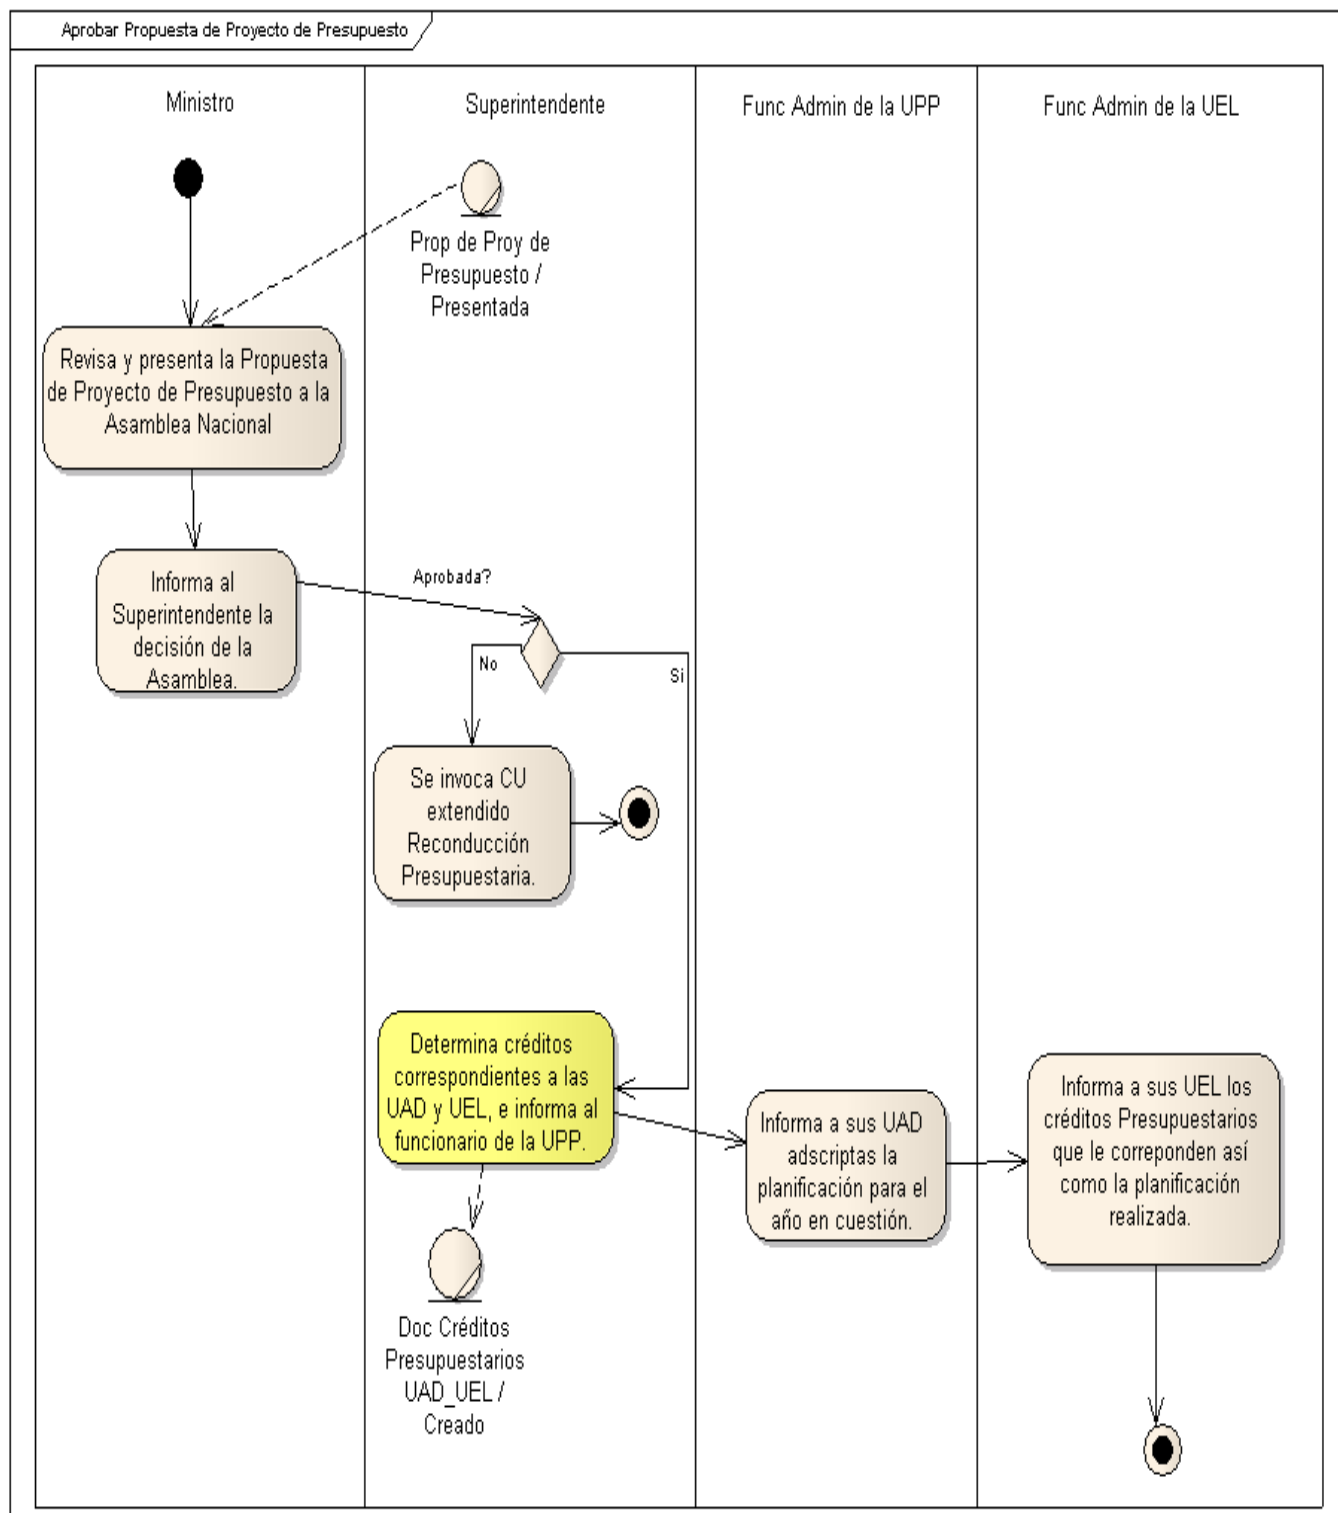 Aprobar Propuesta de Proyecto de Presupuesto
Ministro
Superintendente
Func Admin de la UPP
Func Admin de la UEL
Prop de Proy de
Presupuesto /
Presentada
Revisa y presenta la Propuesta
de Proyecto de Presupuesto a la
Asamblea Nacional
Informa al
Superintendente la
decisión de la
Asamblea.
Aprobada?
No
Si
Se invoca CU
extendido
Reconducción
Presupuestaria.
Determina créditos
correspondientes a las
UAD y UEL, e informa al
funcionario de la UPP.
Informa a sus UAD
adscriptas la
planificación para el
año en cuestión.
Informa a sus UEL los
créditos Presupuestarios
que le correponden así
como la planificación
realizada.
Doc Créditos
Presupuestarios
UAD_UEL /
Creado